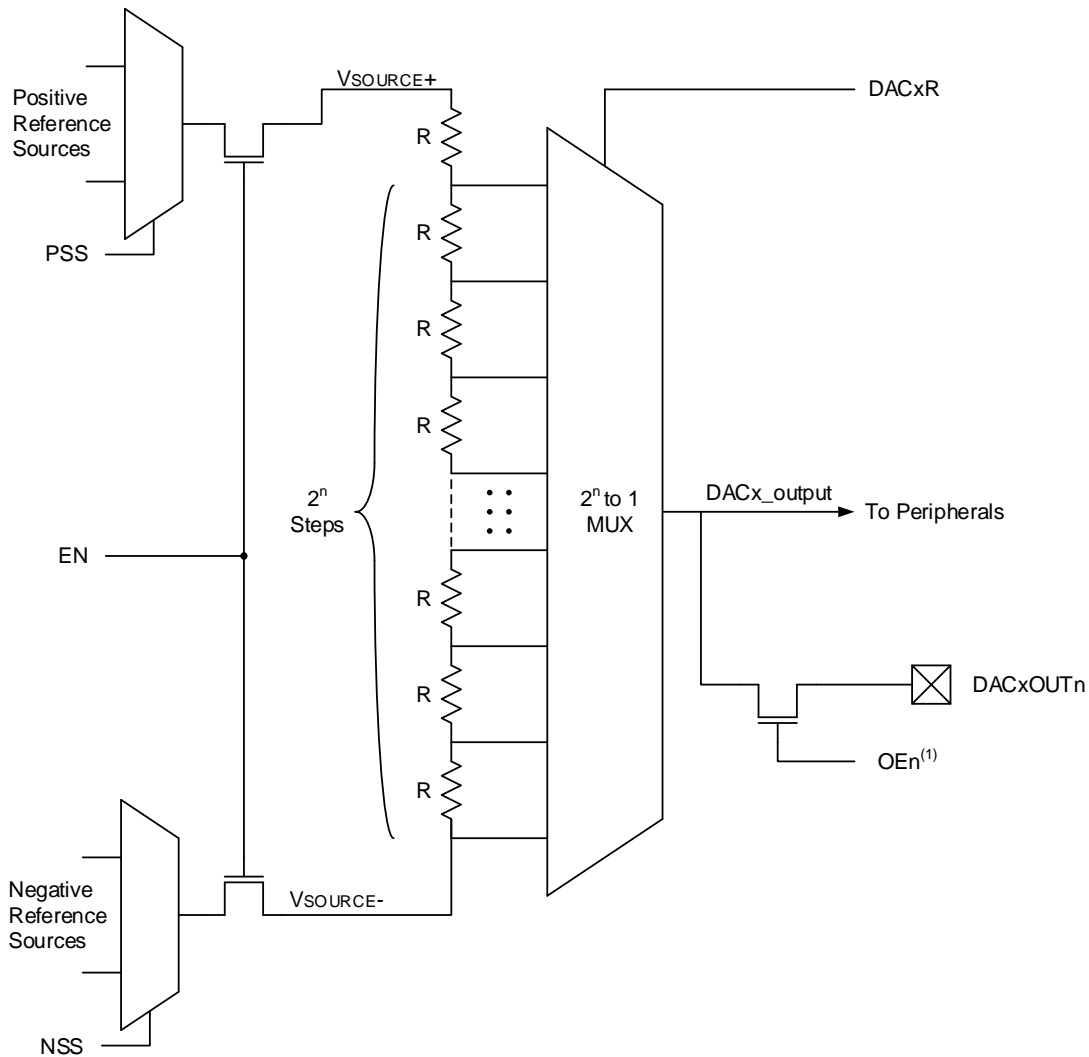 VSOURCE+
DACxR
Positive
Reference
Sources
R
R
PSS
R
R
2ⁿ
Steps
2ⁿ to 1
MUX
DACx_output
To Peripherals
EN
R
R
DACxOUTn
OEn⁽¹⁾
R
Negative
Reference
Sources
VSOURCE-
NSS